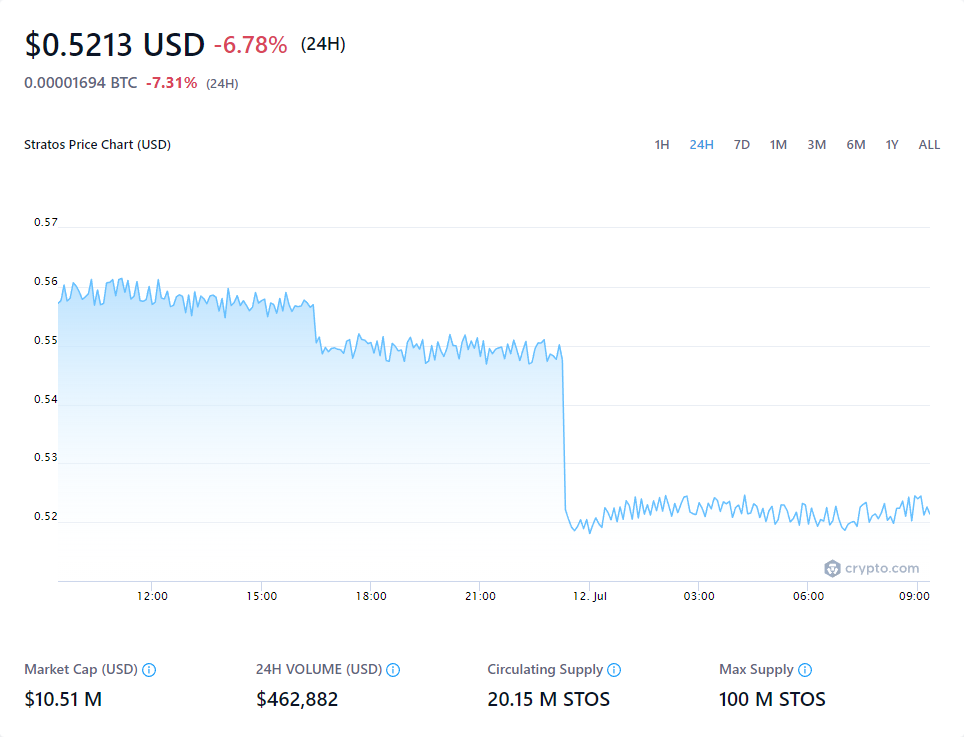 $0.5213 USD -6.78% (24H)
0.00001694 BTC -7.31% (24H)
Stratos Price Chart (USD) 1H 24H 7D 1M 3M 6M 1Y ALL
0.57
0.56
0.55
0.54
0.53
0.52
crypto.com
12:00 15:00 18:00 21:00 12. Jul 03:00 06:00 09:00
Market Cap (USD) 24H VOLUME (USD) Circulating Supply Max Supply
$10.51 M $462,882 20.15 M STOS 100 M STOS